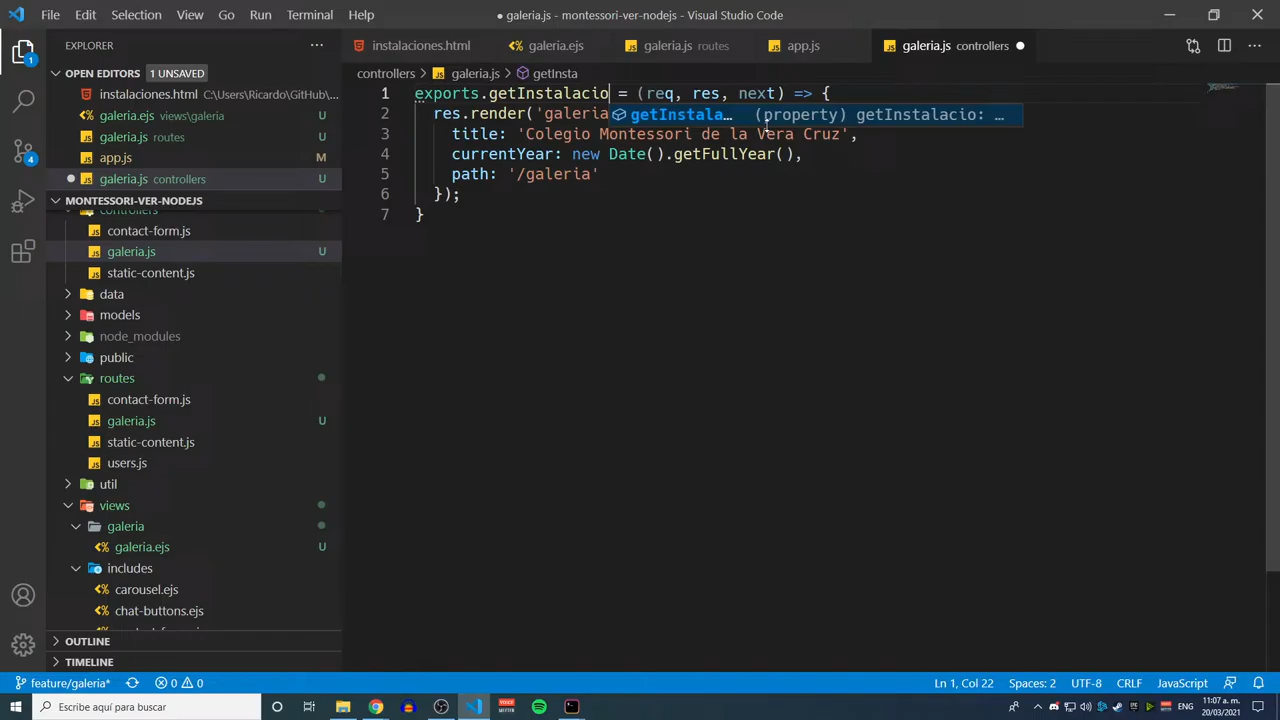 File Edit Selection View Go Run Terminal Help
● galeria.js - montessori-ver-nodejs - Visual Studio Code
EXPLORER
instalaciones.html
galeria.ejs
galeria.js routes
app.js
galeria.js controllers
OPEN EDITORS 1 UNSAVED
controllers > galeria.js > getInsta
instalaciones.html C:\Users\Ricardo\GitHub/...
galeria.ejs views\galeria U
galeria.js routes U
app.js M
galeria.js controllers U
MONTESSORI-VER-NODEJS
controllers
contact-form.js
galeria.js U
static-content.js
data
models
node_modules
public
routes
contact-form.js
galeria.js U
static-content.js
users.js
util
views
galeria
galeria.ejs U
includes
carousel.ejs
chat-buttons.ejs
OUTLINE
TIMELINE
1 exports.getInstalacio = (req, res, next) => {
2 res.render('galeria
getInstala… (property) getInstalacio: …
3 title: 'Colegio Montessori de la Vera Cruz',
4 currentYear: new Date().getFullYear(),
5 path: '/galeria'
6 });
7 }
1
4
feature/galeria* 0 0 Ln 1, Col 22 Spaces: 2 UTF-8 CRLF JavaScript
Escribe aquí para buscar
ENG
11:07 a. m.
20/03/2021